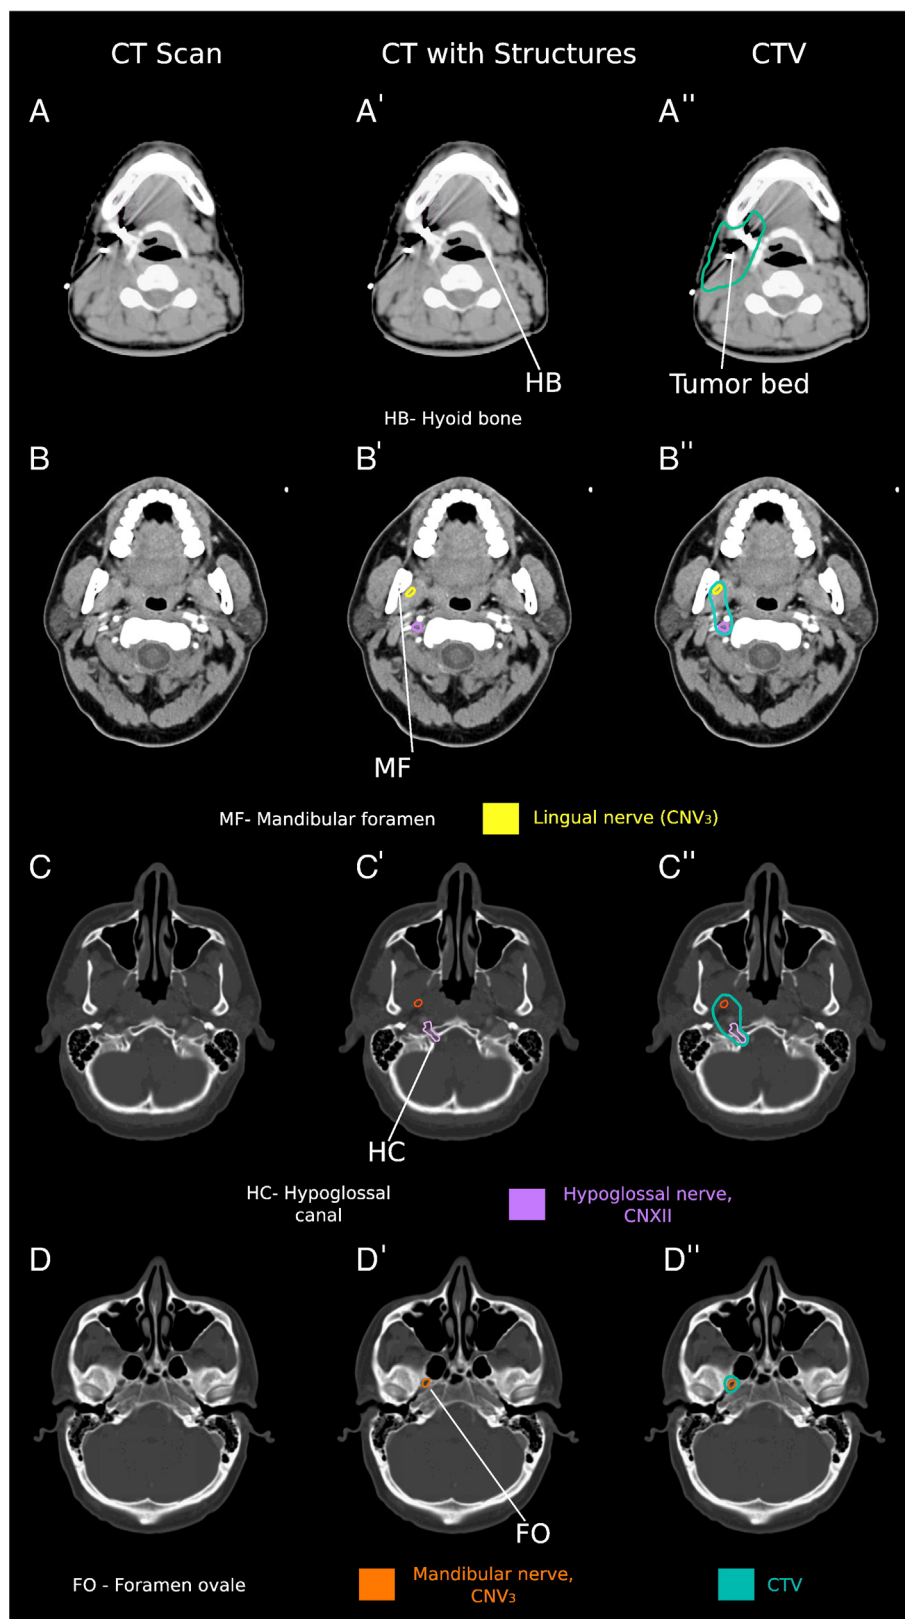 CT Scan CT with Structures CTV
A A' A''
HB Tumor bed
HB- Hyoid bone
B B' B''
MF
MF- Mandibular foramen Lingual nerve (CNV₃)
C C' C''
HC
HC- Hypoglossal
canal
Hypoglossal nerve,
CNXII
D D' D''
FO
FO - Foramen ovale
Mandibular nerve,
CNV₃
CTV